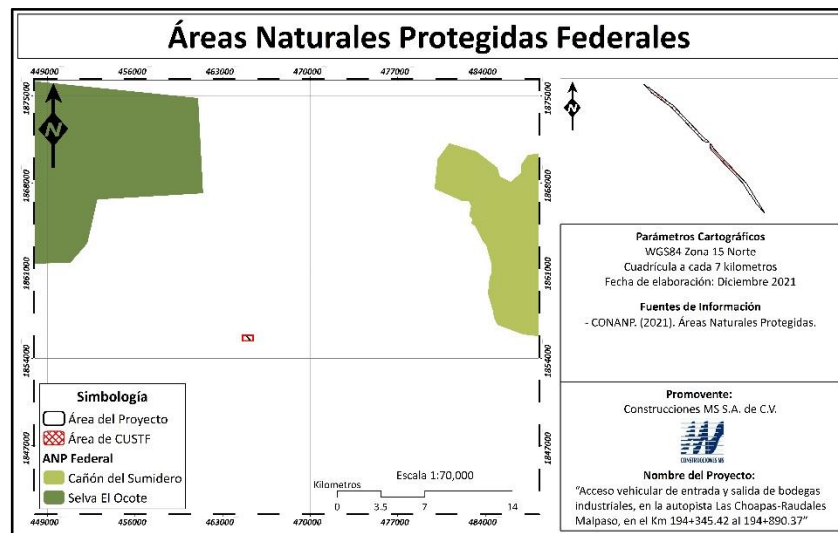 Áreas Naturales Protegidas Federales
449000 456000 463000 470000 477000 484000
1875000 1875000
1868000 1868000
1861000 1861000
1854000 1854000
1847000 1847000
N
Simbología
Área del Proyecto
Área de CUSTF
ANP Federal
Cañón del Sumidero
Selva El Ocote
Kilometros
Escala 1:70,000
0 3.5 7 14
449000 456000 463000 470000 477000 484000
N
Parámetros Cartográficos
WGS84 Zona 15 Norte
Cuadrícula a cada 7 kilometros
Fecha de elaboración: Diciembre 2021
Fuentes de Información
- CONANP. (2021). Áreas Naturales Protegidas.
Promovente:
Construcciones MS S.A. de C.V.
CONSTRUCCIONES MS
Nombre del Proyecto:
“Acceso vehicular de entrada y salida de bodegas
industriales, en la autopista Las Choapas-Raudales
Malpaso, en el Km 194+345.42 al 194+890.37”